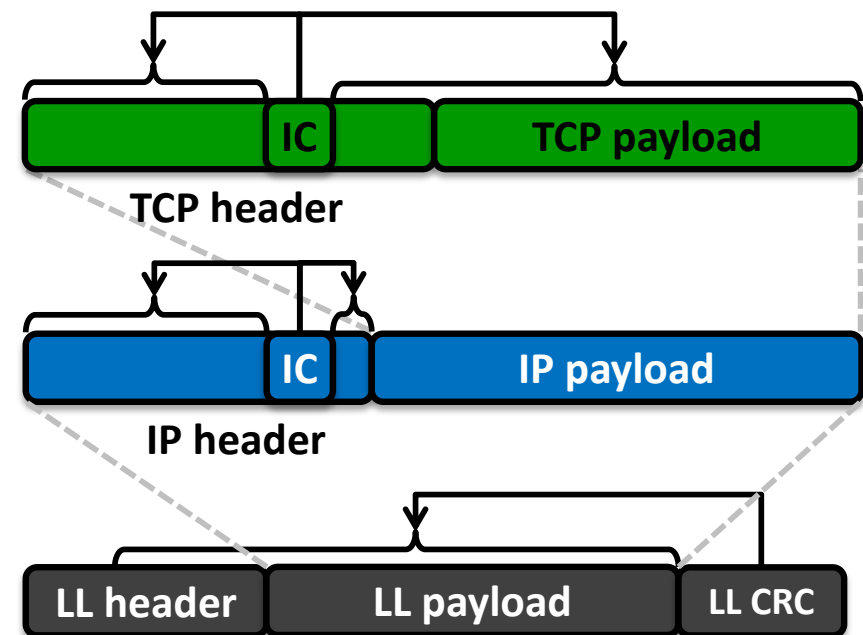 IC
TCP payload
TCP header
IC
IP payload
IP header
LL header
LL payload
LL CRC